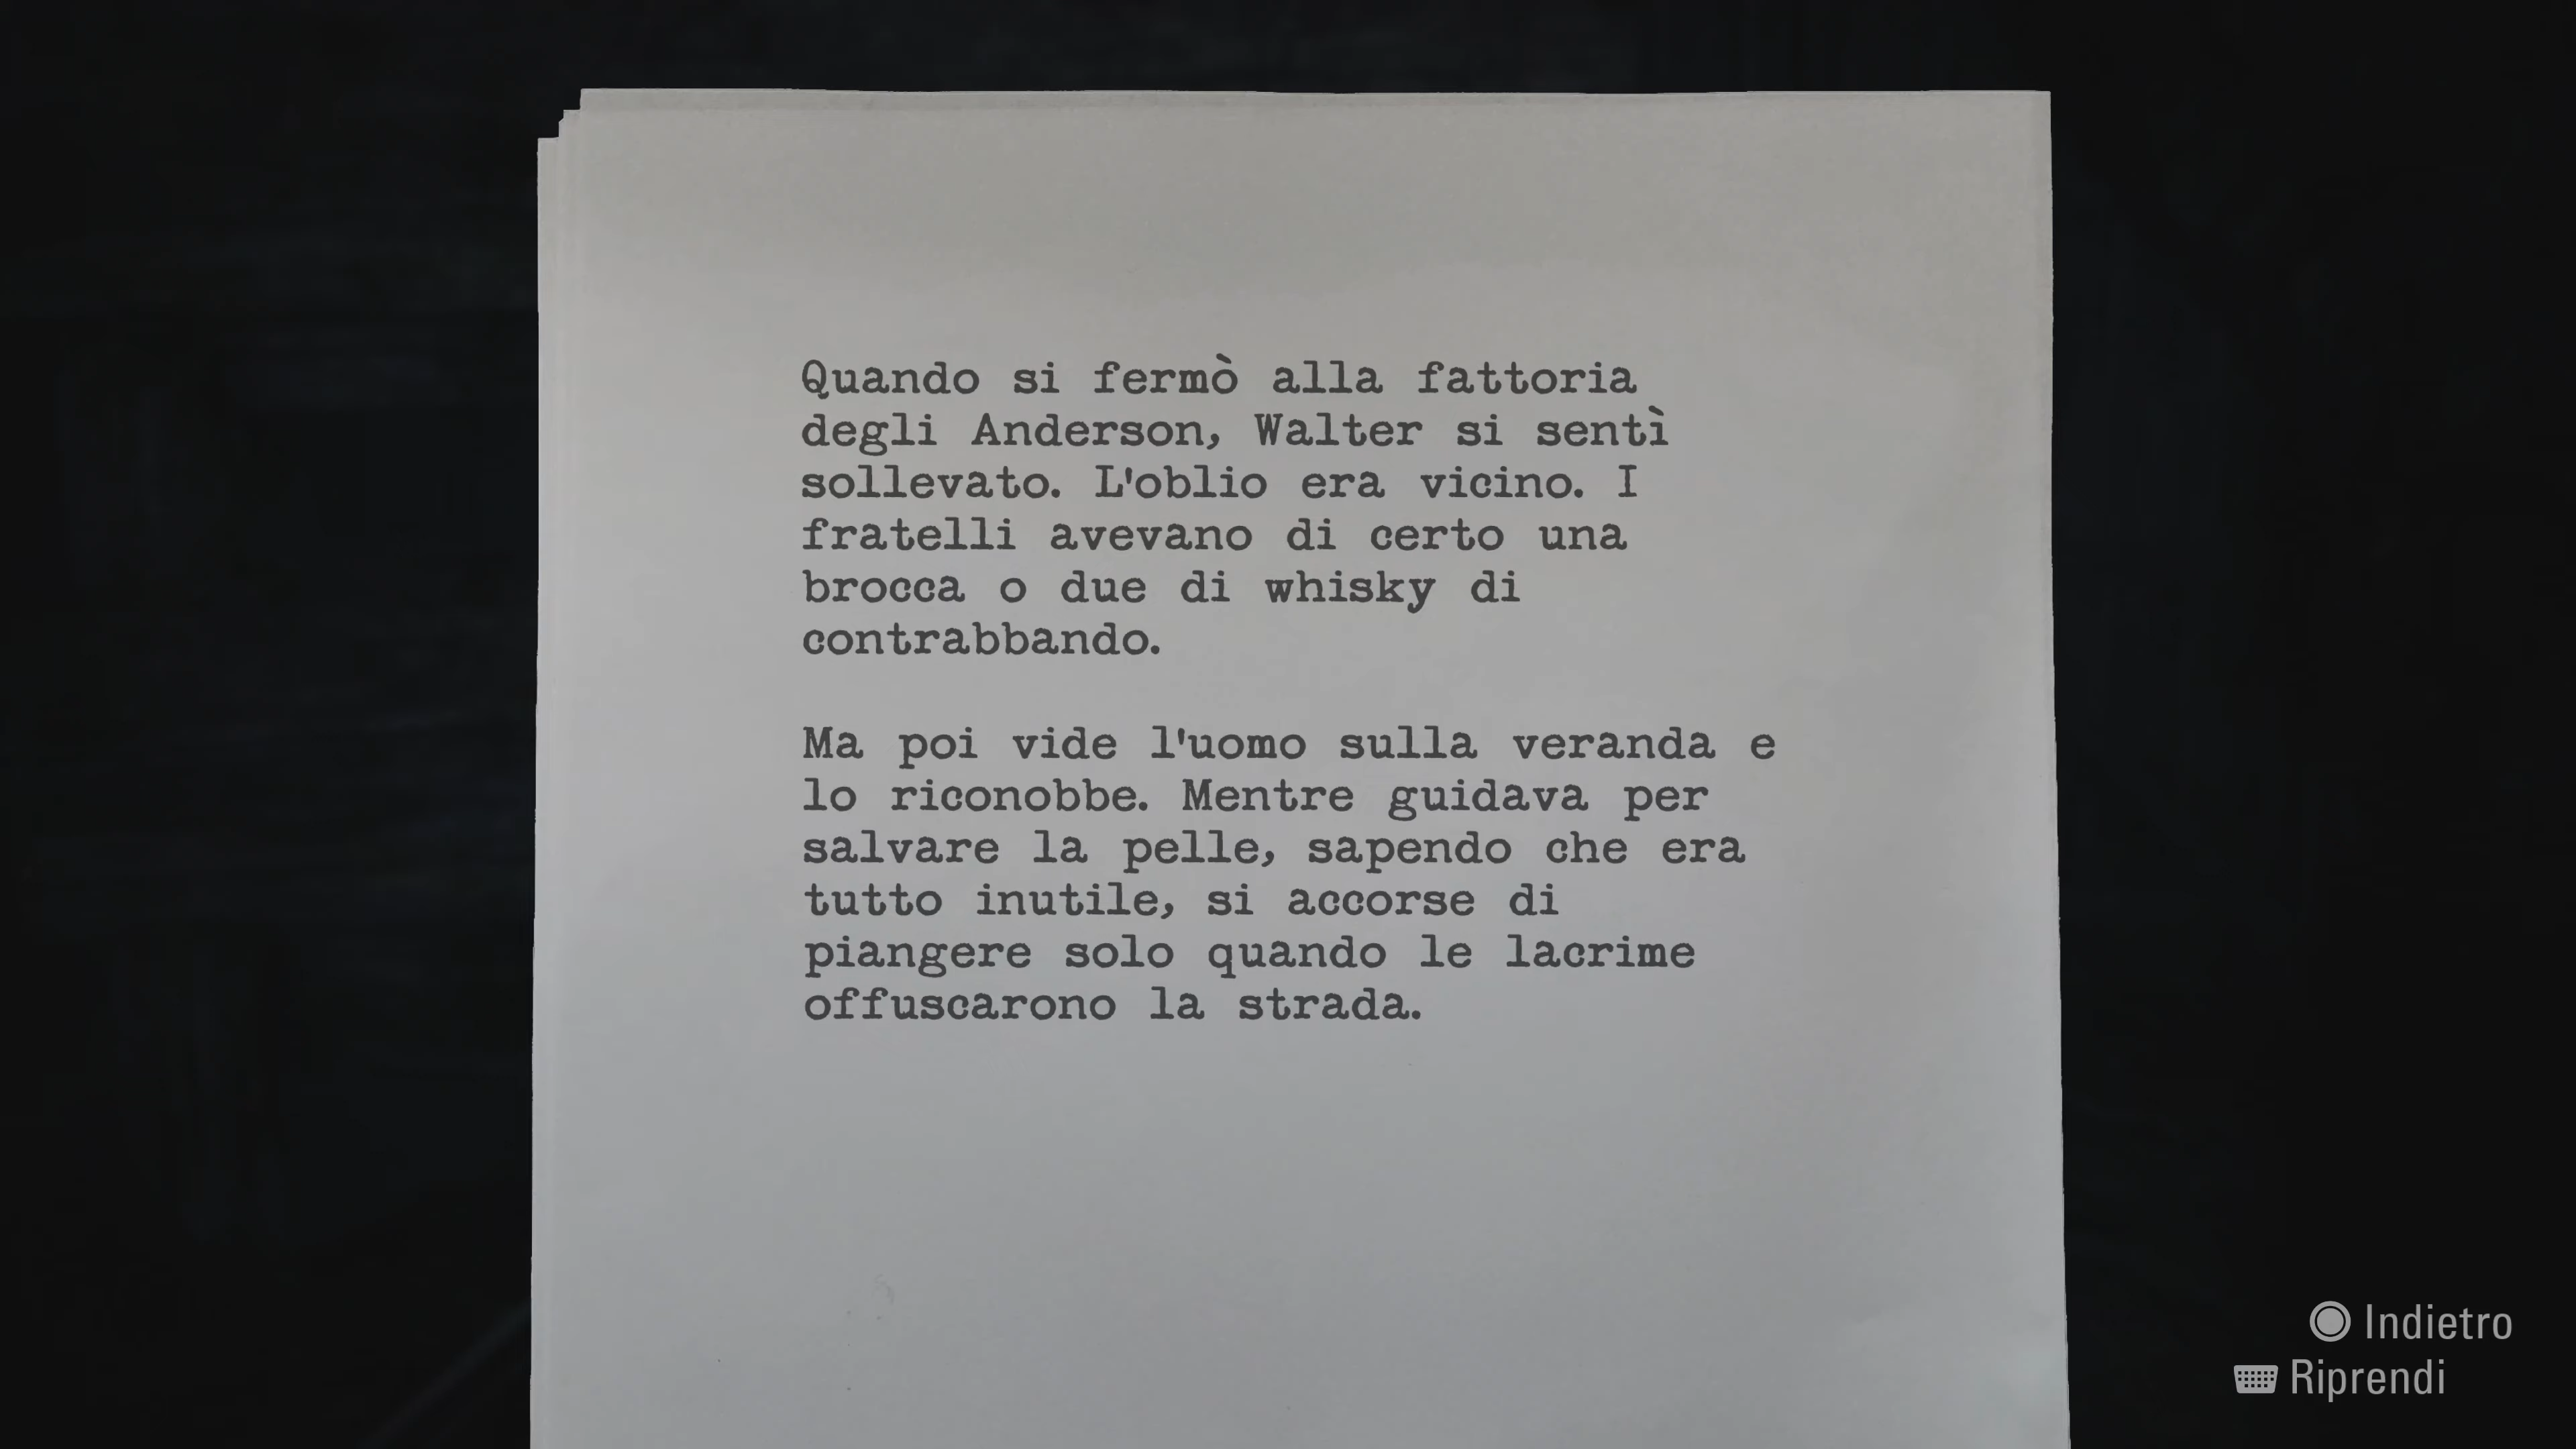 Quando si fermò alla fattoria
degli Anderson, Walter si sentì
sollevato. L'oblio era vicino. I
fratelli avevano di certo una
brocca o due di whisky di
contrabbando.
Ma poi vide l'uomo sulla veranda e
lo riconobbe. Mentre guidava per
salvare la pelle, sapendo che era
tutto inutile, si accorse di
piangere solo quando le lacrime
offuscarono la strada.
Indietro
Riprendi